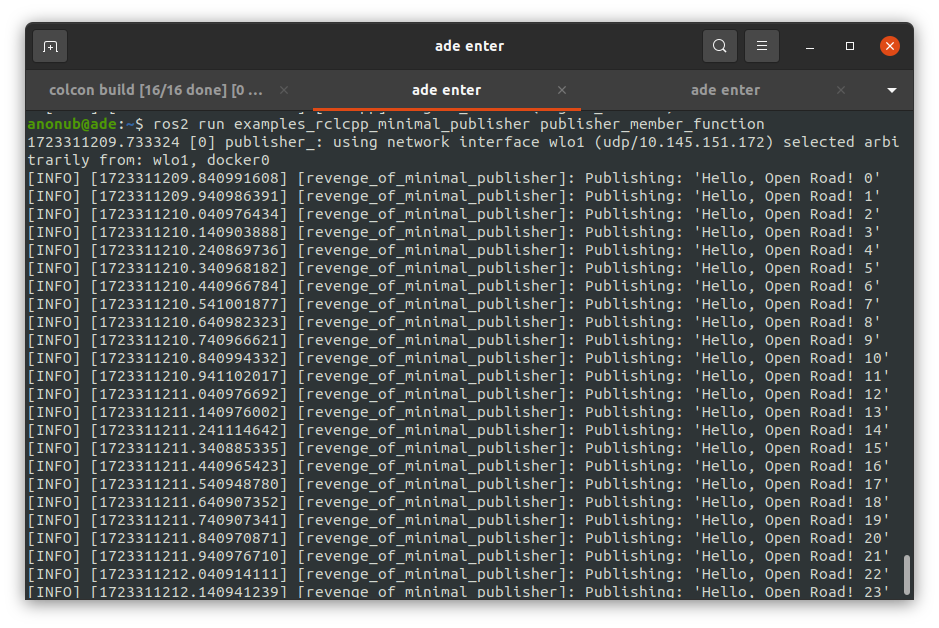 ade enter
colcon build [16/16 done] [0 ...
ade enter
ade enter
anonub@ade:~$ ros2 run examples_rclcpp_minimal_publisher publisher_member_function
1723311209.733324 [0] publisher_: using network interface wlo1 (udp/10.145.151.172) selected arbi
trarily from: wlo1, docker0
[INFO] [1723311209.840991608] [revenge_of_minimal_publisher]: Publishing: 'Hello, Open Road! 0'
[INFO] [1723311209.940986391] [revenge_of_minimal_publisher]: Publishing: 'Hello, Open Road! 1'
[INFO] [1723311210.040976434] [revenge_of_minimal_publisher]: Publishing: 'Hello, Open Road! 2'
[INFO] [1723311210.140903888] [revenge_of_minimal_publisher]: Publishing: 'Hello, Open Road! 3'
[INFO] [1723311210.240869736] [revenge_of_minimal_publisher]: Publishing: 'Hello, Open Road! 4'
[INFO] [1723311210.340968182] [revenge_of_minimal_publisher]: Publishing: 'Hello, Open Road! 5'
[INFO] [1723311210.440966784] [revenge_of_minimal_publisher]: Publishing: 'Hello, Open Road! 6'
[INFO] [1723311210.541001877] [revenge_of_minimal_publisher]: Publishing: 'Hello, Open Road! 7'
[INFO] [1723311210.640982323] [revenge_of_minimal_publisher]: Publishing: 'Hello, Open Road! 8'
[INFO] [1723311210.740966621] [revenge_of_minimal_publisher]: Publishing: 'Hello, Open Road! 9'
[INFO] [1723311210.840994332] [revenge_of_minimal_publisher]: Publishing: 'Hello, Open Road! 10'
[INFO] [1723311210.941102017] [revenge_of_minimal_publisher]: Publishing: 'Hello, Open Road! 11'
[INFO] [1723311211.040976692] [revenge_of_minimal_publisher]: Publishing: 'Hello, Open Road! 12'
[INFO] [1723311211.140976002] [revenge_of_minimal_publisher]: Publishing: 'Hello, Open Road! 13'
[INFO] [1723311211.241114642] [revenge_of_minimal_publisher]: Publishing: 'Hello, Open Road! 14'
[INFO] [1723311211.340885335] [revenge_of_minimal_publisher]: Publishing: 'Hello, Open Road! 15'
[INFO] [1723311211.440965423] [revenge_of_minimal_publisher]: Publishing: 'Hello, Open Road! 16'
[INFO] [1723311211.540948780] [revenge_of_minimal_publisher]: Publishing: 'Hello, Open Road! 17'
[INFO] [1723311211.640907352] [revenge_of_minimal_publisher]: Publishing: 'Hello, Open Road! 18'
[INFO] [1723311211.740907341] [revenge_of_minimal_publisher]: Publishing: 'Hello, Open Road! 19'
[INFO] [1723311211.840970871] [revenge_of_minimal_publisher]: Publishing: 'Hello, Open Road! 20'
[INFO] [1723311211.940976710] [revenge_of_minimal_publisher]: Publishing: 'Hello, Open Road! 21'
[INFO] [1723311212.040914111] [revenge_of_minimal_publisher]: Publishing: 'Hello, Open Road! 22'
[INFO] [1723311212.140941239] [revenge_of_minimal_publisher]: Publishing: 'Hello, Open Road! 23'